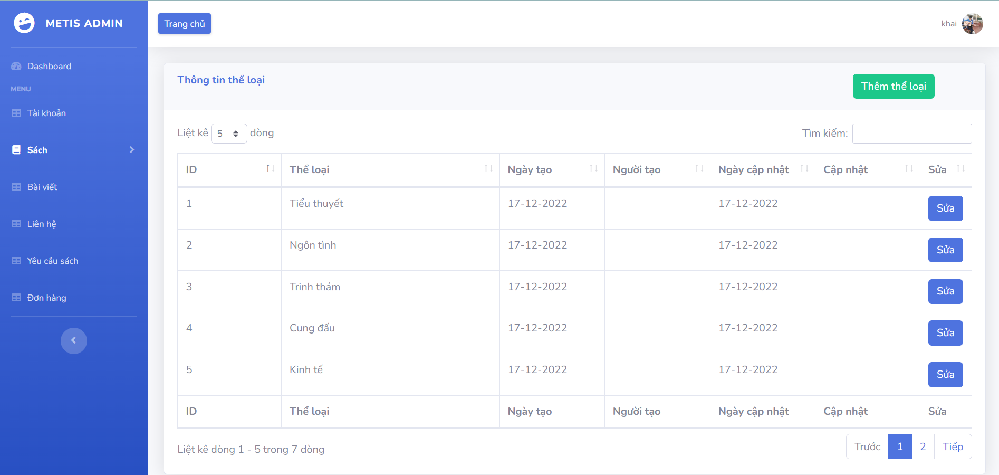 METIS ADMIN
Trang chủ
khai
Dashboard
MENU
Tài khoản
Sách
Bài viết
Liên hệ
Yêu cầu sách
Đơn hàng
Thông tin thể loại
Thêm thể loại
Liệt kê 5 dòng
Tìm kiếm:
ID Thể loại Ngày tạo Người tạo Ngày cập nhật Cập nhật Sửa
1 Tiểu thuyết 17-12-2022 17-12-2022 Sửa
2 Ngôn tình 17-12-2022 17-12-2022 Sửa
3 Trinh thám 17-12-2022 17-12-2022 Sửa
4 Cung đấu 17-12-2022 17-12-2022 Sửa
5 Kinh tế 17-12-2022 17-12-2022 Sửa
ID Thể loại Ngày tạo Người tạo Ngày cập nhật Cập nhật Sửa
Liệt kê dòng 1 - 5 trong 7 dòng
Trước 1 2 Tiếp